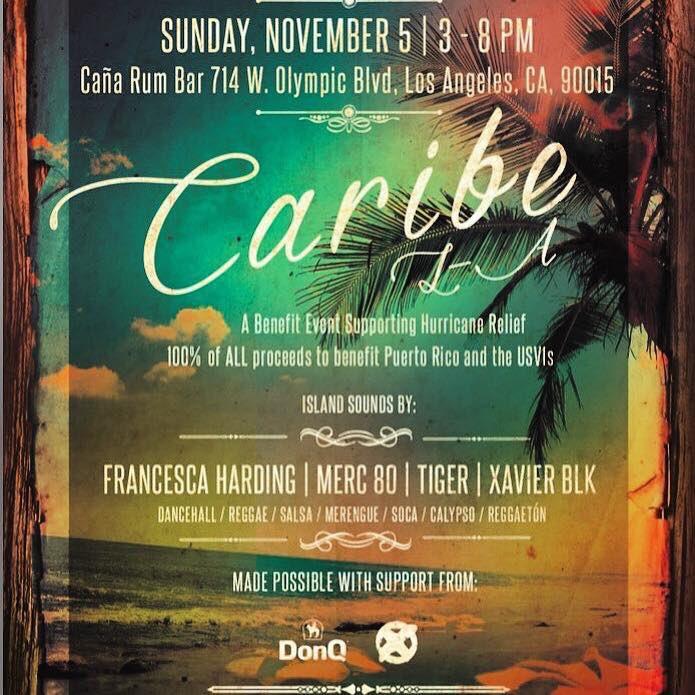 SUNDAY, NOVEMBER 5 | 3 - 8 PM
Caña Rum Bar 714 W. Olympic Blvd, Los Angeles, CA, 90015
Caribe
LA
A Benefit Event Supporting Hurricane Relief
100% of ALL proceeds to benefit Puerto Rico and the USVIs
ISLAND SOUNDS BY:
FRANCESCA HARDING | MERC 80 | TIGER | XAVIER BLK
DANCEHALL / REGGAE / SALSA / MERENGUE / SOCA / CALYPSO / REGGAETÓN
MADE POSSIBLE WITH SUPPORT FROM:
DonQ